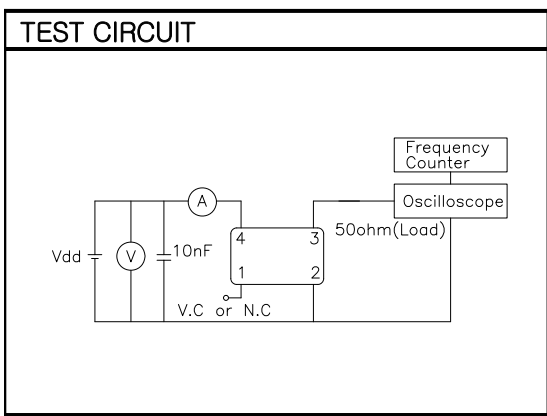 TEST CIRCUIT
Frequency
Counter
A
Oscilloscope
4 3
50ohm(Load)
Vdd V 10nF
1 2
V.C or N.C